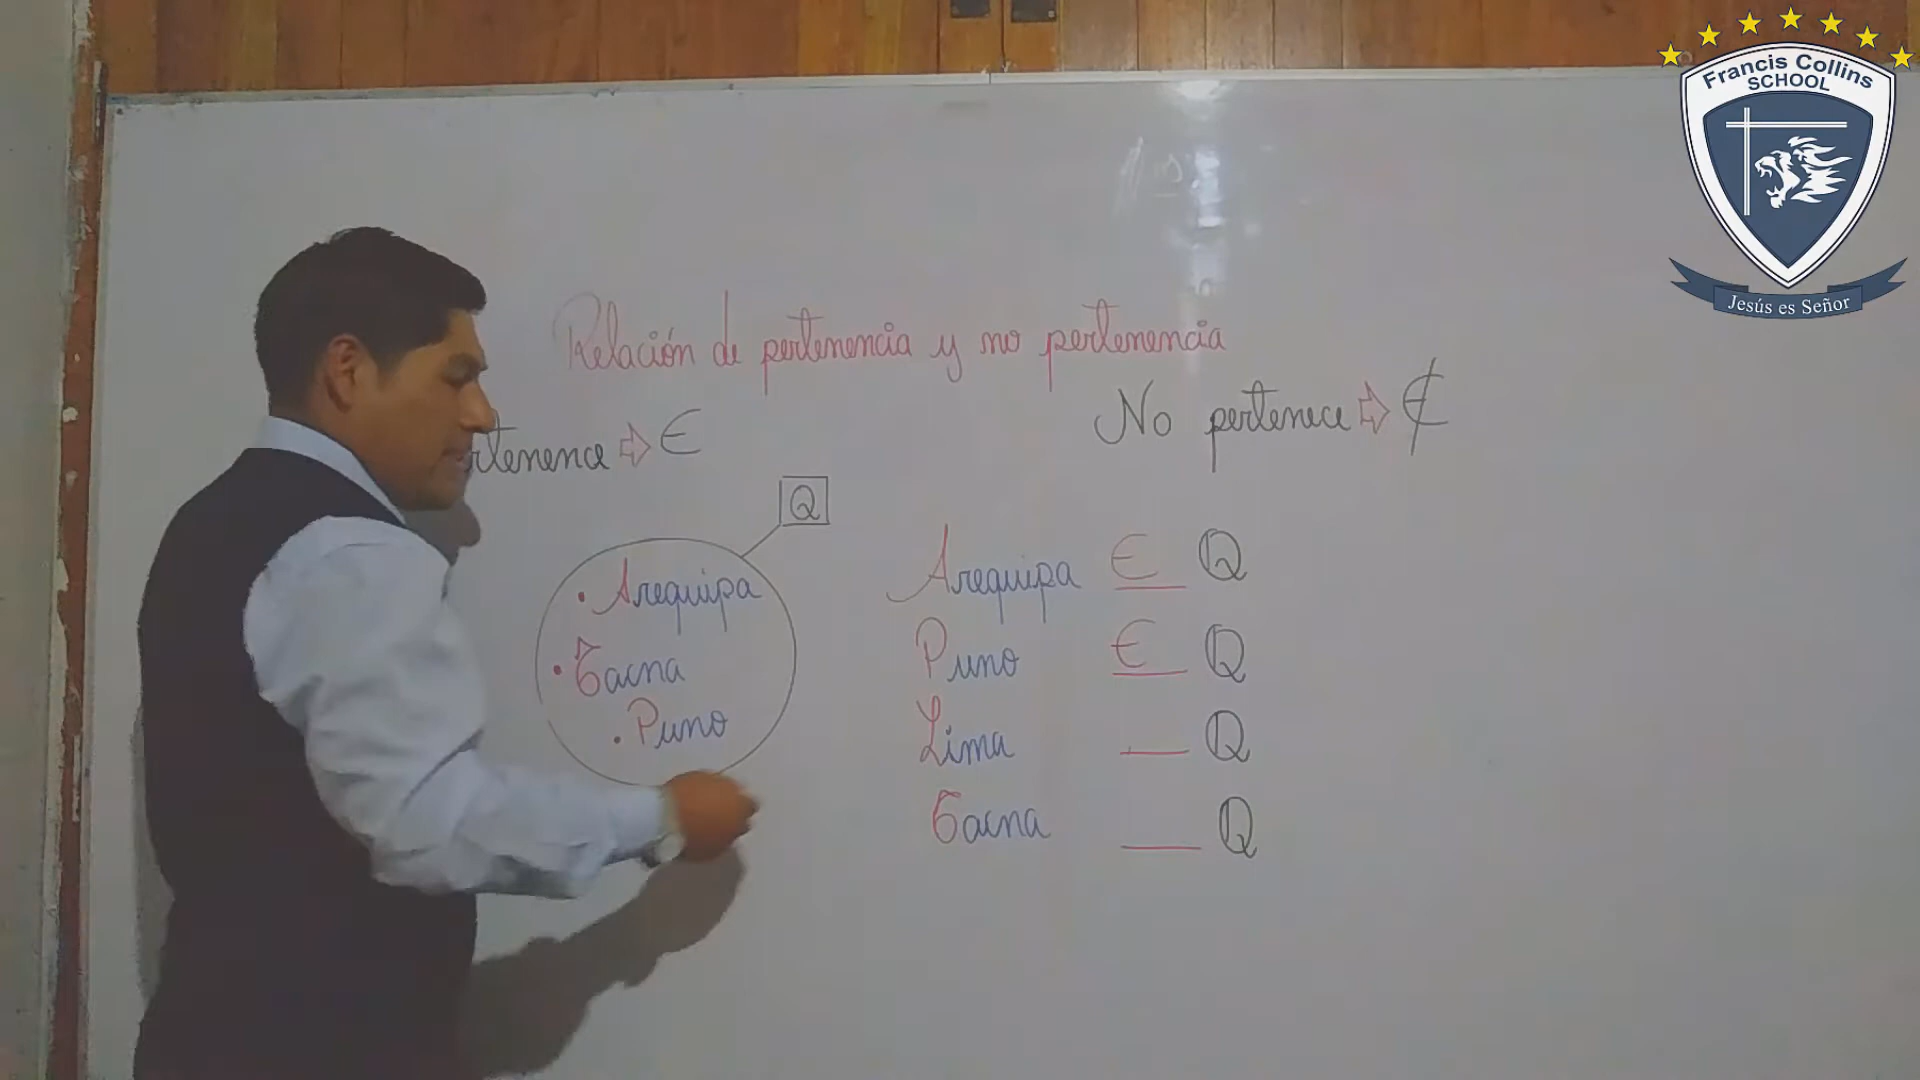 Francis Collins
SCHOOL
Jesús es Señor
Relación de pertenencia y no pertenencia
rtenence ⇨ ∈
No pertenece ⇨ ∉
Q
• Arequipa
• Tacna
• Puno
Arequipa ∈ Q
Puno ∈ Q
Lima __ Q
Tacna __ Q